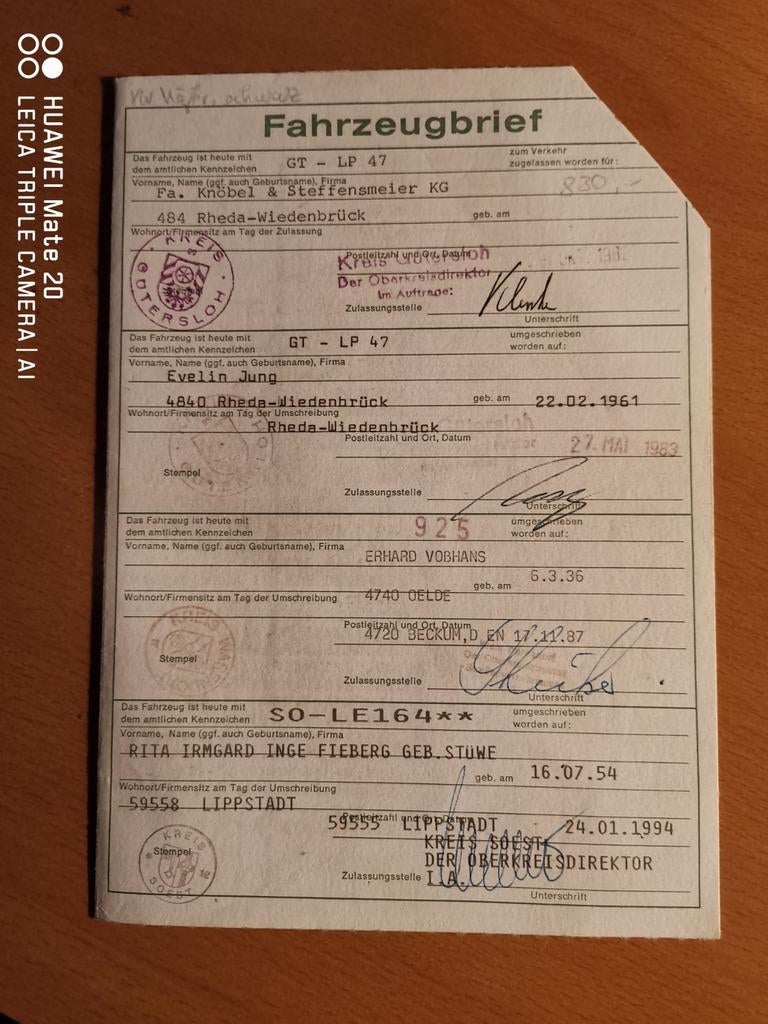 HUAWEI Mate 20
LEICA TRIPLE CAMERA | AI
schwarz
Fahrzeugbrief
Das Fahrzeug ist heute mit
dem amtlichen Kennzeichen
GT - LP 47
zum Verkehr
zugelassen worden für:
Vorname, Name (ggf. auch Geburtsname), Firma
830,-
Fa. Knöbel & Steffensmeier KG
484 Rheda-Wiedenbrück
geb. am
Wohnort/Firmensitz am Tag der Zulassung
KREIS GÜTERSLOH
Postleitzahl und Ort, Datum
Kreis Gütersloh
Der Oberkreisdirektor
Im Auftrage:
Zulassungsstelle
Unterschrift
Das Fahrzeug ist heute mit
dem amtlichen Kennzeichen
GT - LP 47
umgeschrieben
worden auf:
Vorname, Name (ggf. auch Geburtsname), Firma
Evelin Jung
4840 Rheda-Wiedenbrück
geb. am
22.02.1961
Wohnort/Firmensitz am Tag der Umschreibung
Rheda-Wiedenbrück
Postleitzahl und Ort, Datum
27. MAI 1983
Stempel
Zulassungsstelle
Unterschrift
Das Fahrzeug ist heute mit
dem amtlichen Kennzeichen
925
umgeschrieben
worden auf:
Vorname, Name (ggf. auch Geburtsname), Firma
ERHARD VOßHANS
geb. am
6.3.36
Wohnort/Firmensitz am Tag der Umschreibung
4740 OELDE
Postleitzahl und Ort, Datum
4720 BECKUM,D EN 17.11.87
Stempel
Zulassungsstelle
Unterschrift
Das Fahrzeug ist heute mit
dem amtlichen Kennzeichen
SO-LE164**
umgeschrieben
worden auf:
Vorname, Name (ggf. auch Geburtsname), Firma
RITA IRMGARD INGE FIEBERG GEB.STÜWE
geb. am
16.07.54
Wohnort/Firmensitz am Tag der Umschreibung
59558 LIPPSTADT
Postleitzahl und Ort, Datum
59555 LIPPSTADT 24.01.1994
KREIS SOEST
DER OBERKREISDIREKTOR
KREIS SOEST 12
Stempel
Zulassungsstelle
I.A.
Unterschrift